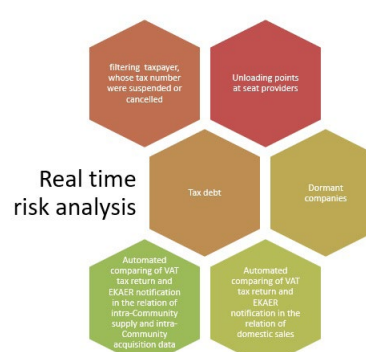 filtering taxpayer,
whose tax number
were suspended or
cancelled
Unloading points
at seat providers
Real time
risk analysis
Tax debt
Dormant
companies
Automated
comparing of VAT
tax return and
EKAER notification
in the relation of
intra-Community
supply and intra-
Community
acquisition data
Automated
comparing of VAT
tax return and
EKAER
notification in the
relation of
domestic sales